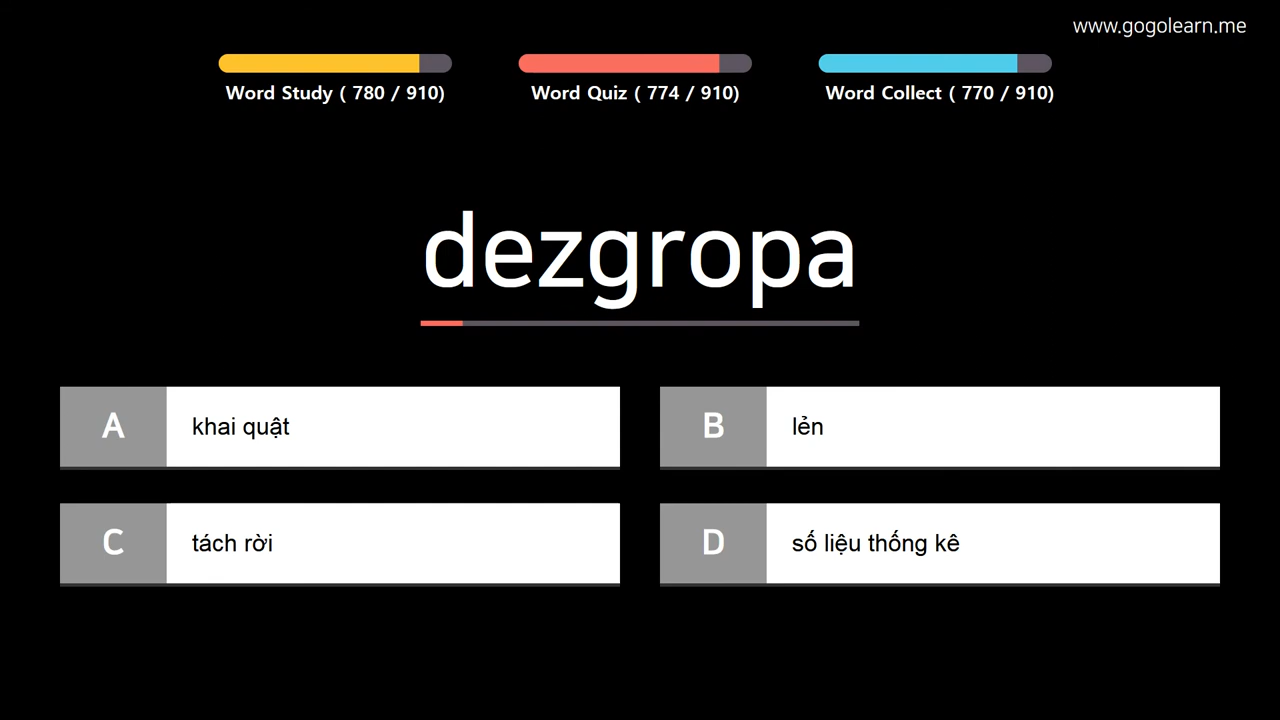 www.gogolearn.me
Word Study ( 780 / 910)
Word Quiz ( 774 / 910)
Word Collect ( 770 / 910)
dezgropa
A khai quật
B lẻn
C tách rời
D số liệu thống kê